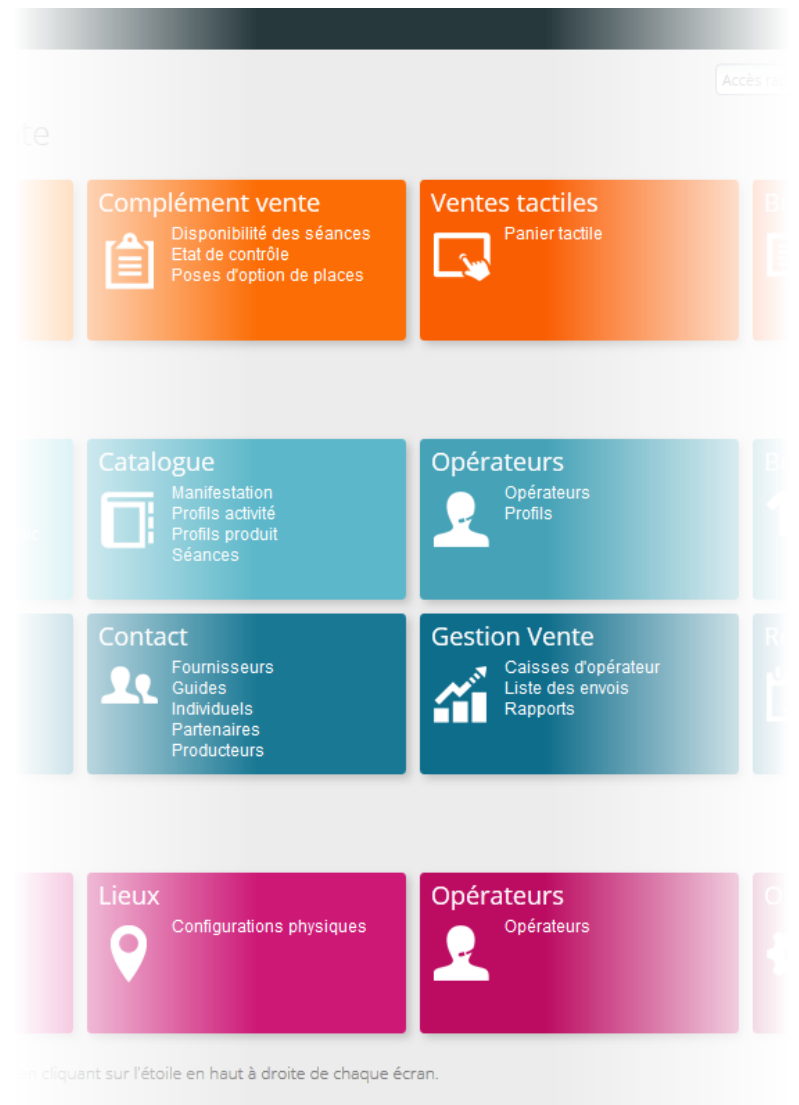 Accès ra
te
Complément vente
Disponibilité des séances
Etat de contrôle
Poses d'option de places
Ventes tactiles
Panier tactile
Catalogue
Manifestation
Profils activité
Profils produit
Séances
Opérateurs
Opérateurs
Profils
Contact
Fournisseurs
Guides
Individuels
Partenaires
Producteurs
Gestion Vente
Caisses d'opérateur
Liste des envois
Rapports
Lieux
Configurations physiques
Opérateurs
Opérateurs
cliquant sur l'étoile en haut à droite de chaque écran.